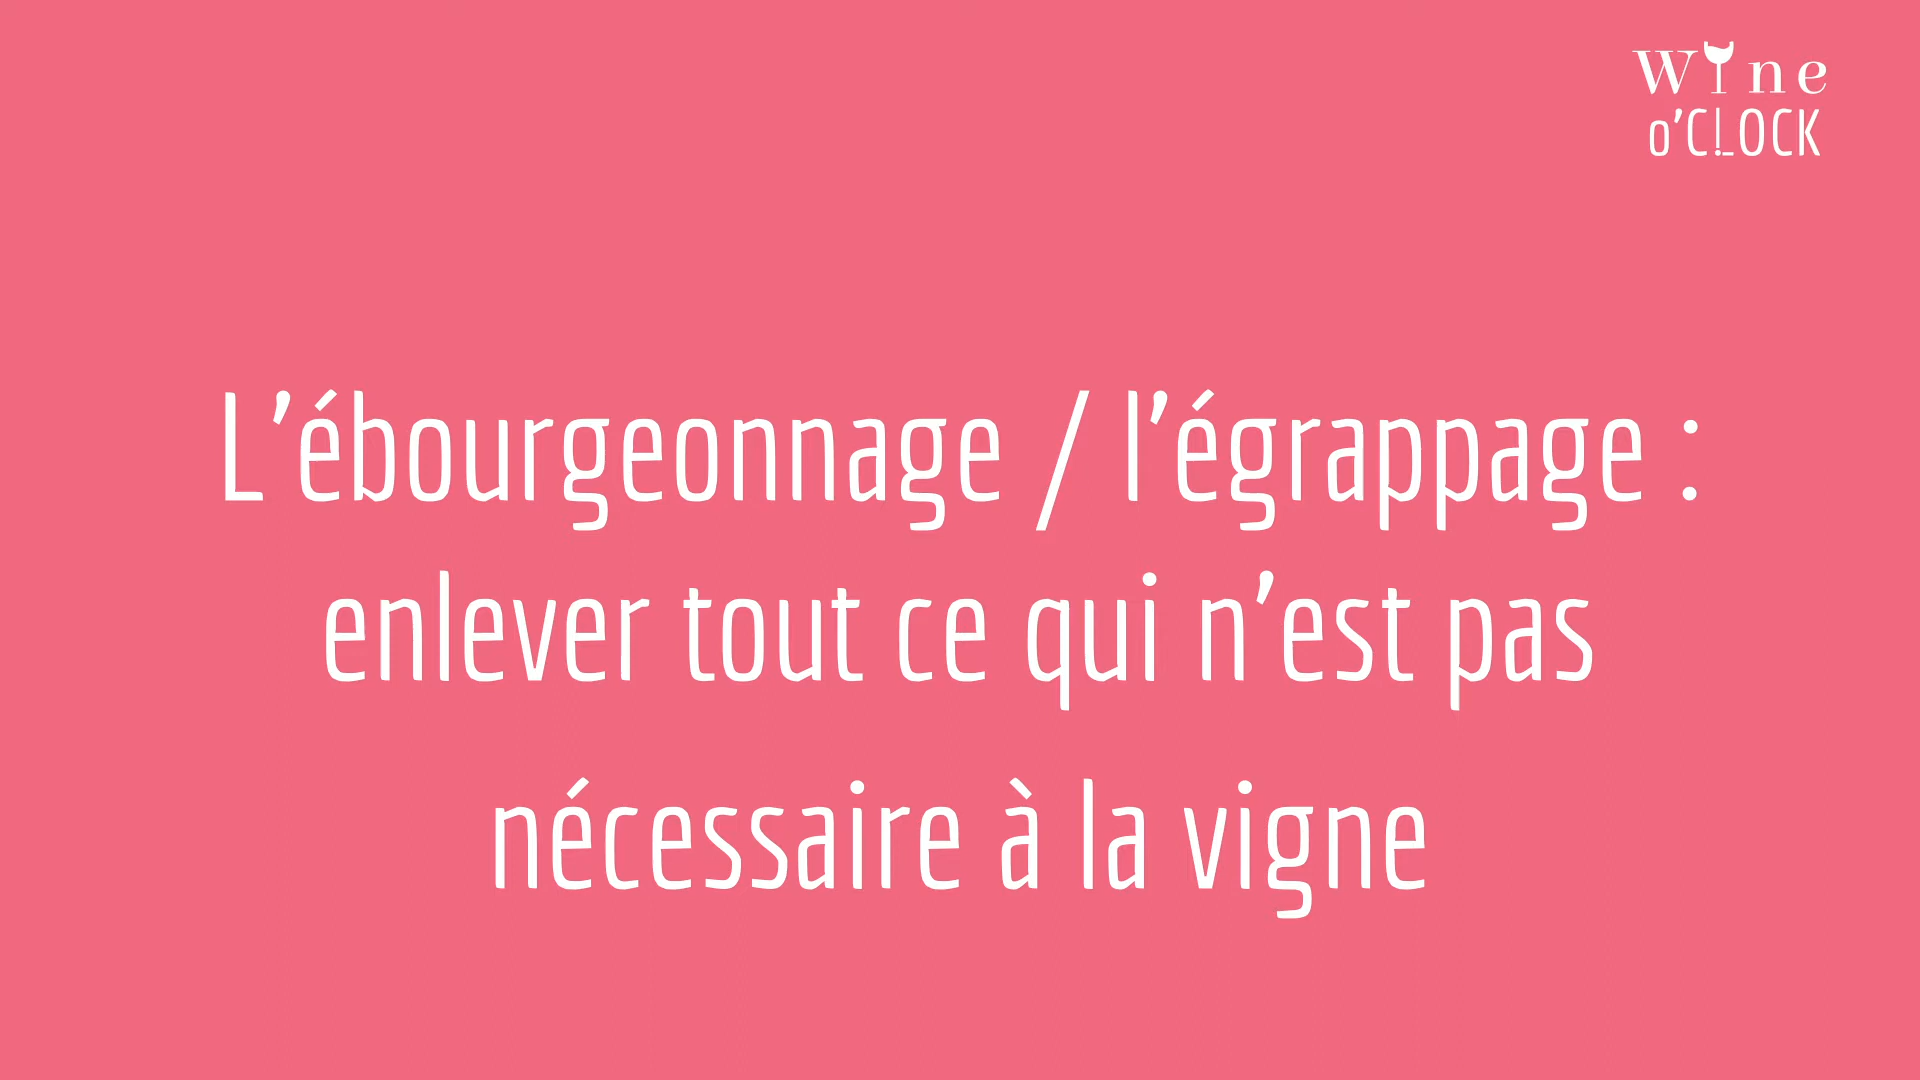 Wine
o'CLOCK
L'ébourgeonnage / l'égrappage :
enlever tout ce qui n'est pas
nécessaire à la vigne